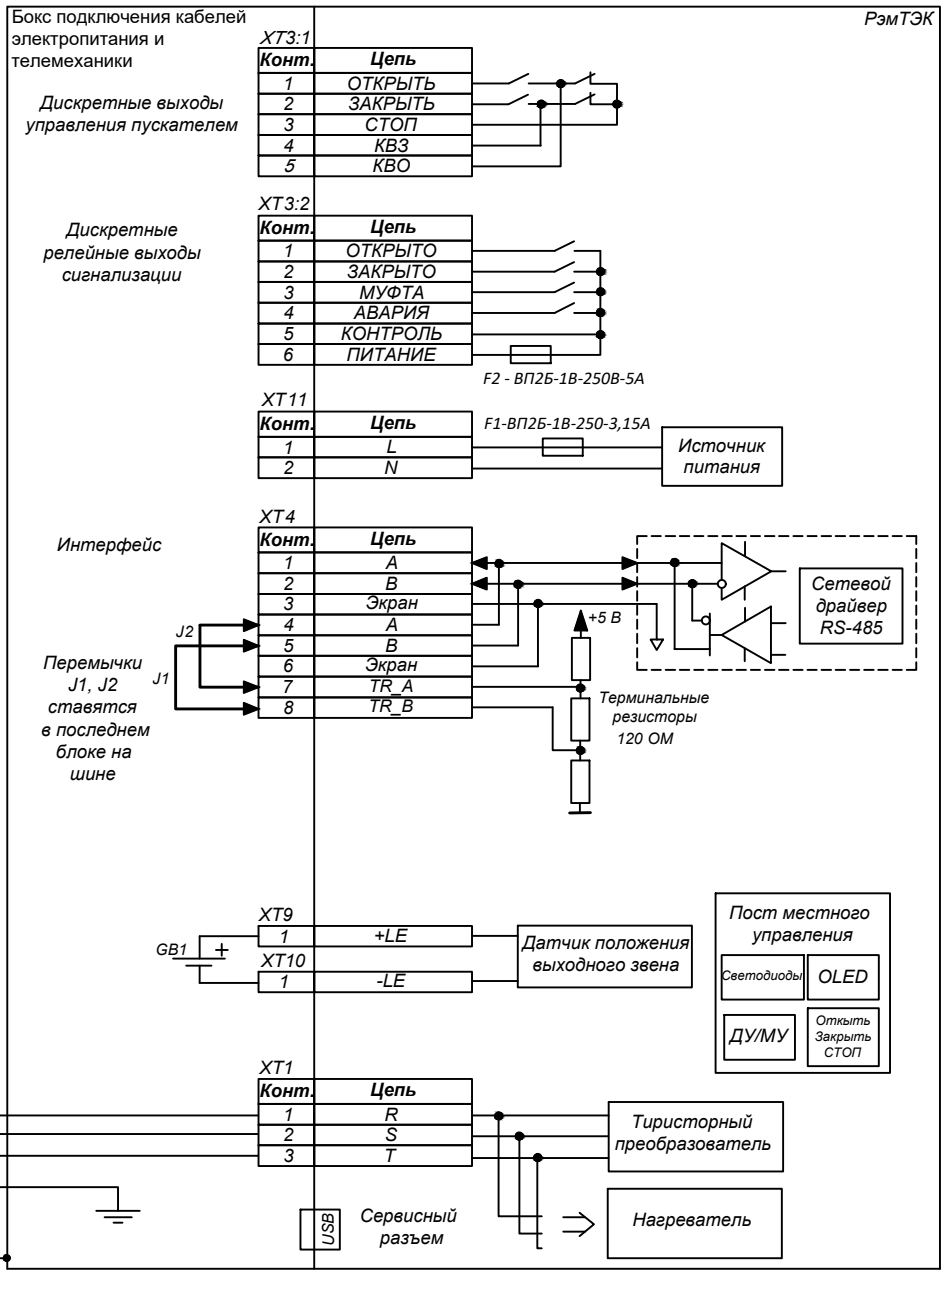 Бокс подключения кабелей
электропитания и
телемеханики
РэмТЭК
XT3:1
Конт. Цепь
1 ОТКРЫТЬ
2 ЗАКРЫТЬ
3 СТОП
4 КВЗ
5 КВО
Дискретные выходы
управления пускателем
XT3:2
Конт. Цепь
1 ОТКРЫТО
2 ЗАКРЫТО
3 МУФТА
4 АВАРИЯ
5 КОНТРОЛЬ
6 ПИТАНИЕ
Дискретные
релейные выходы
сигнализации
F2 - ВП2Б-1В-250В-5А
XT11
Конт. Цепь
1 L
2 N
F1-ВП2Б-1В-250-3,15А
Источник
питания
XT4
Конт. Цепь
1 A
2 B
3 Экран
4 A
5 B
6 Экран
7 TR_A
8 TR_B
Интерфейс
J2
J1
Перемычки
J1, J2
ставятся
в последнем
блоке на
шине
+5 В
Терминальные
резисторы
120 ОМ
Сетевой
драйвер
RS-485
XT9
1 +LE
GB1
+
XT10
1 -LE
Датчик положения
выходного звена
Пост местного
управления
Светодиоды
OLED
ДУ/МУ
Откыть
Закрыть
СТОП
XT1
Конт. Цепь
1 R
2 S
3 T
Тиристорный
преобразователь
Нагреватель
USB
Сервисный
разъем